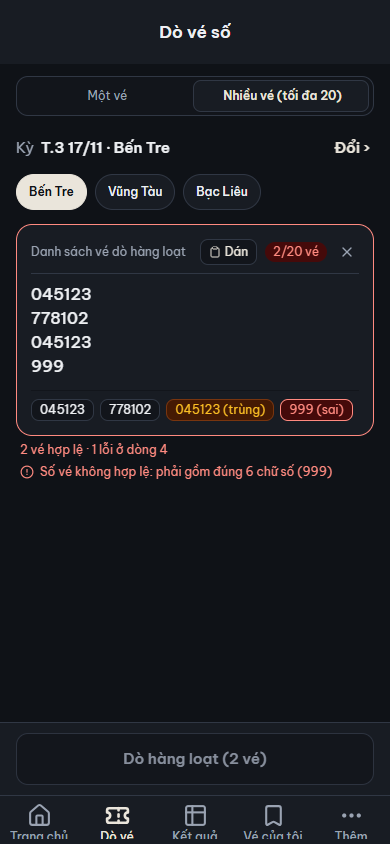 Dò vé số
Một vé
Nhiều vé (tối đa 20)
Kỳ T.3 17/11 · Bến Tre
Đổi ›
Bến Tre
Vũng Tàu
Bạc Liêu
Danh sách vé dò hàng loạt
Dán
2/20 vé
045123
778102
045123
999
045123
778102
045123 (trùng)
999 (sai)
2 vé hợp lệ · 1 lỗi ở dòng 4
Số vé không hợp lệ: phải gồm đúng 6 chữ số (999)
Dò hàng loạt (2 vé)
Trang chủ
Dò vé
Kết quả
Vé của tôi
Thêm